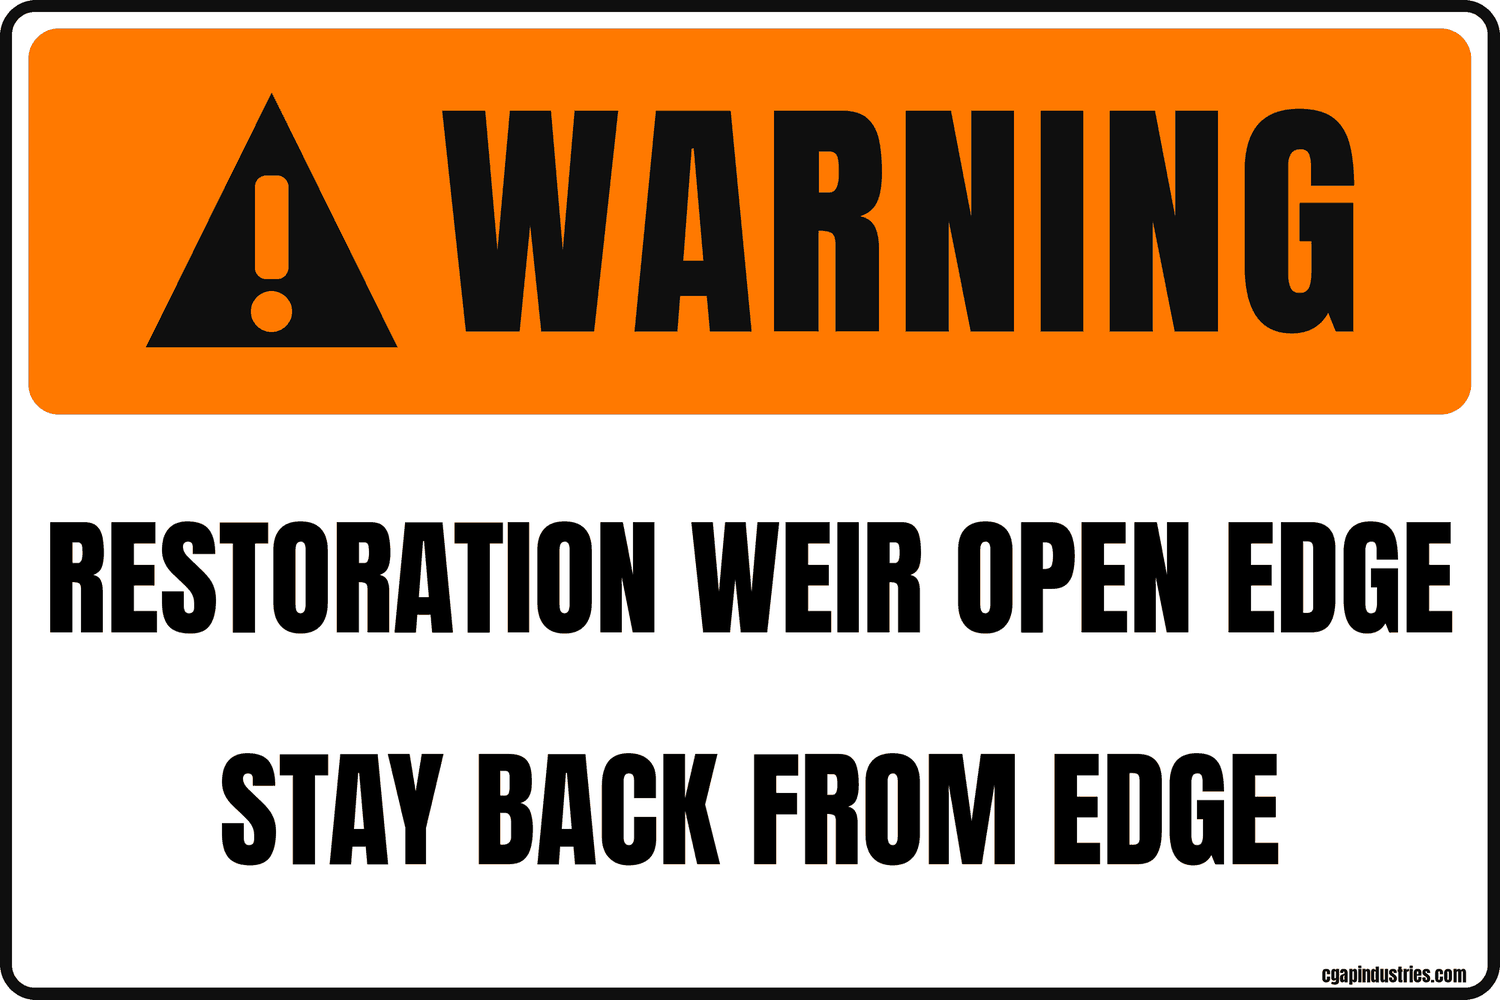 WARNING
RESTORATION WEIR OPEN EDGE
STAY BACK FROM EDGE
cgapindustries.com